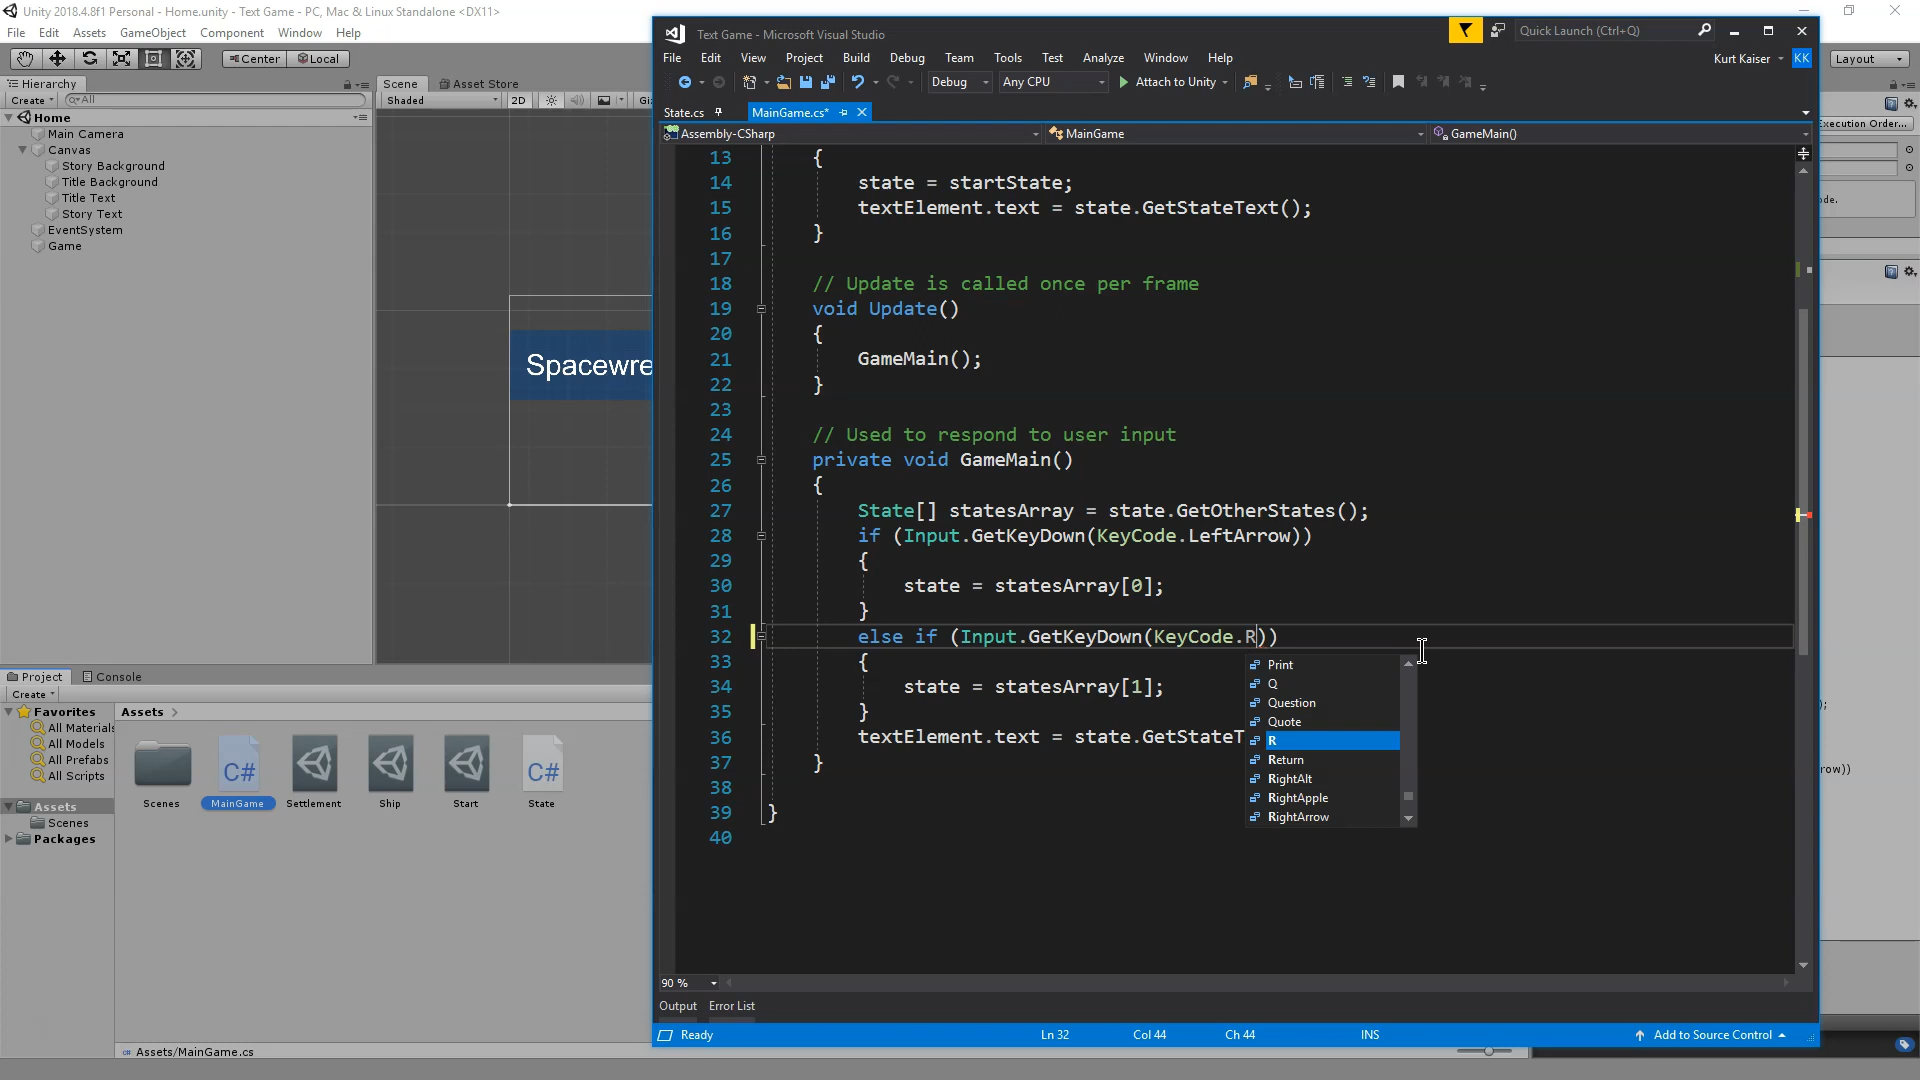 Unity 2018.4.8f1 Personal - Home.unity - Text Game - PC, Mac & Linux Standalone <DX11>
File Edit Assets GameObject Component Window Help
Center Local
Layout
Hierarchy
Create All
Home
Main Camera
Canvas
Story Background
Title Background
Title Text
Story Text
EventSystem
Game
Scene Asset Store
Shaded 2D Giz
Spacewre
Text Game - Microsoft Visual Studio
Quick Launch (Ctrl+Q)
File Edit View Project Build Debug Team Tools Test Analyze Window Help
Kurt Kaiser KK
Debug Any CPU Attach to Unity
State.cs MainGame.cs*
Assembly-CSharp MainGame GameMain()
13 {
14 state = startState;
15 textElement.text = state.GetStateText();
16 }
17
18 // Update is called once per frame
19 void Update()
20 {
21 GameMain();
22 }
23
24 // Used to respond to user input
25 private void GameMain()
26 {
27 State[] statesArray = state.GetOtherStates();
28 if (Input.GetKeyDown(KeyCode.LeftArrow))
29 {
30 state = statesArray[0];
31 }
32 else if (Input.GetKeyDown(KeyCode.R))
33 {
34 state = statesArray[1];
35 }
36 textElement.text = state.GetStateT
37 }
38
39 }
40
Print
Q
Question
Quote
R
Return
RightAlt
RightApple
RightArrow
90 %
Output Error List
Ready Ln 32 Col 44 Ch 44 INS Add to Source Control
Execution Order...
ode.
);
row))
Project Console
Create
Favorites
All Materials
All Models
All Prefabs
All Scripts
Assets
Scenes
Packages
Assets
C# C#
Scenes MainGame Settlement Ship Start State
Assets/MainGame.cs